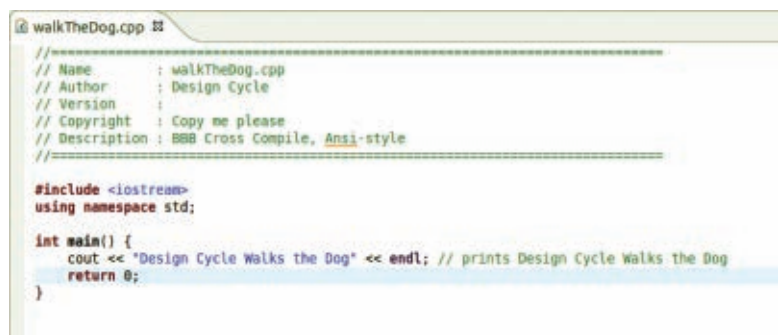 walkTheDog.cpp
//============================================================================
// Name        : walkTheDog.cpp
// Author      : Design Cycle
// Version     :
// Copyright   : Copy me please
// Description : BBB Cross Compile, Ansi-style
//============================================================================
#include <iostream>
using namespace std;
int main() {
    cout << "Design Cycle Walks the Dog" << endl; // prints Design Cycle Walks the Dog
    return 0;
}